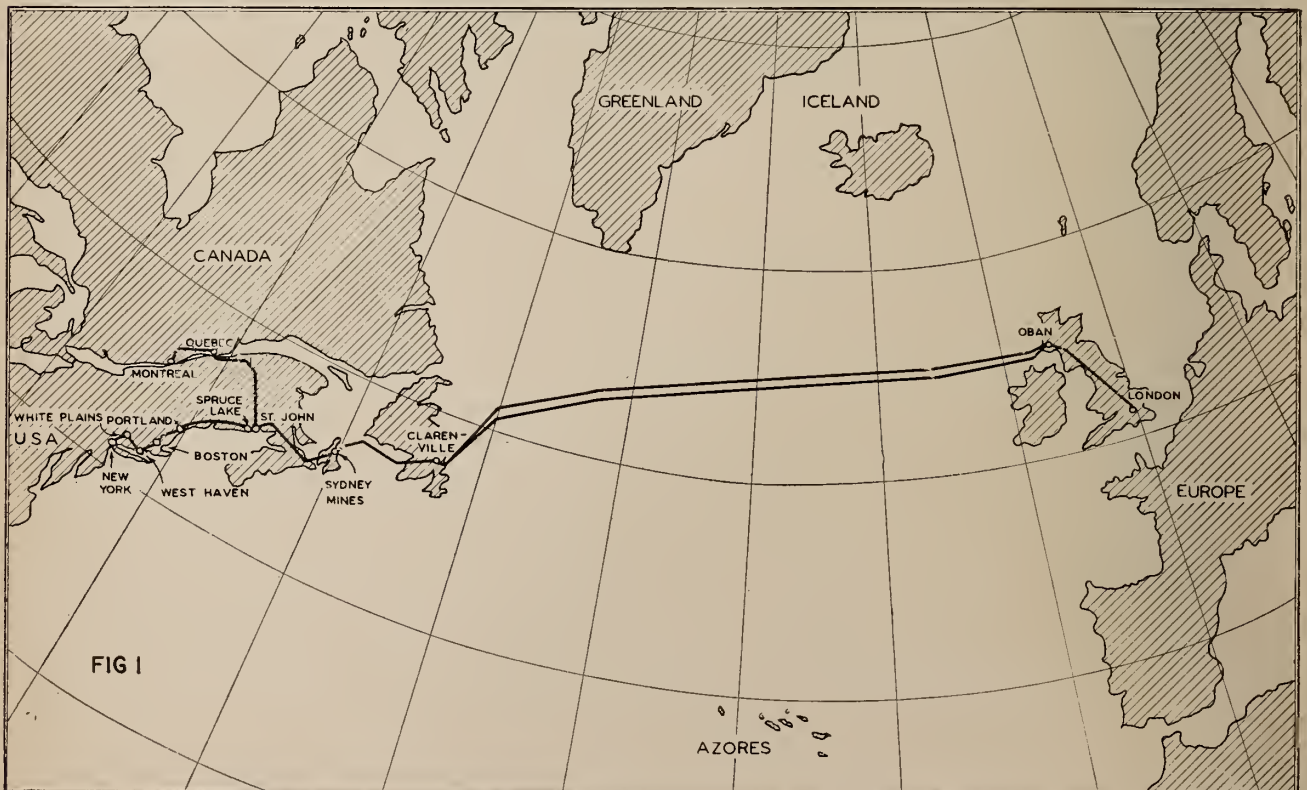 GREENLAND
ICELAND
CANADA
QUEBEC
MONTREAL
OBAN
LONDON
SPRUCE
LAKE
ST. JOHN
WHITE PLAINS
PORTLAND
USA
CLAREN-
VILLE
BOSTON
NEW
YORK
WEST HAVEN
SYDNEY
MINES
EUROPE
FIG 1
AZORES